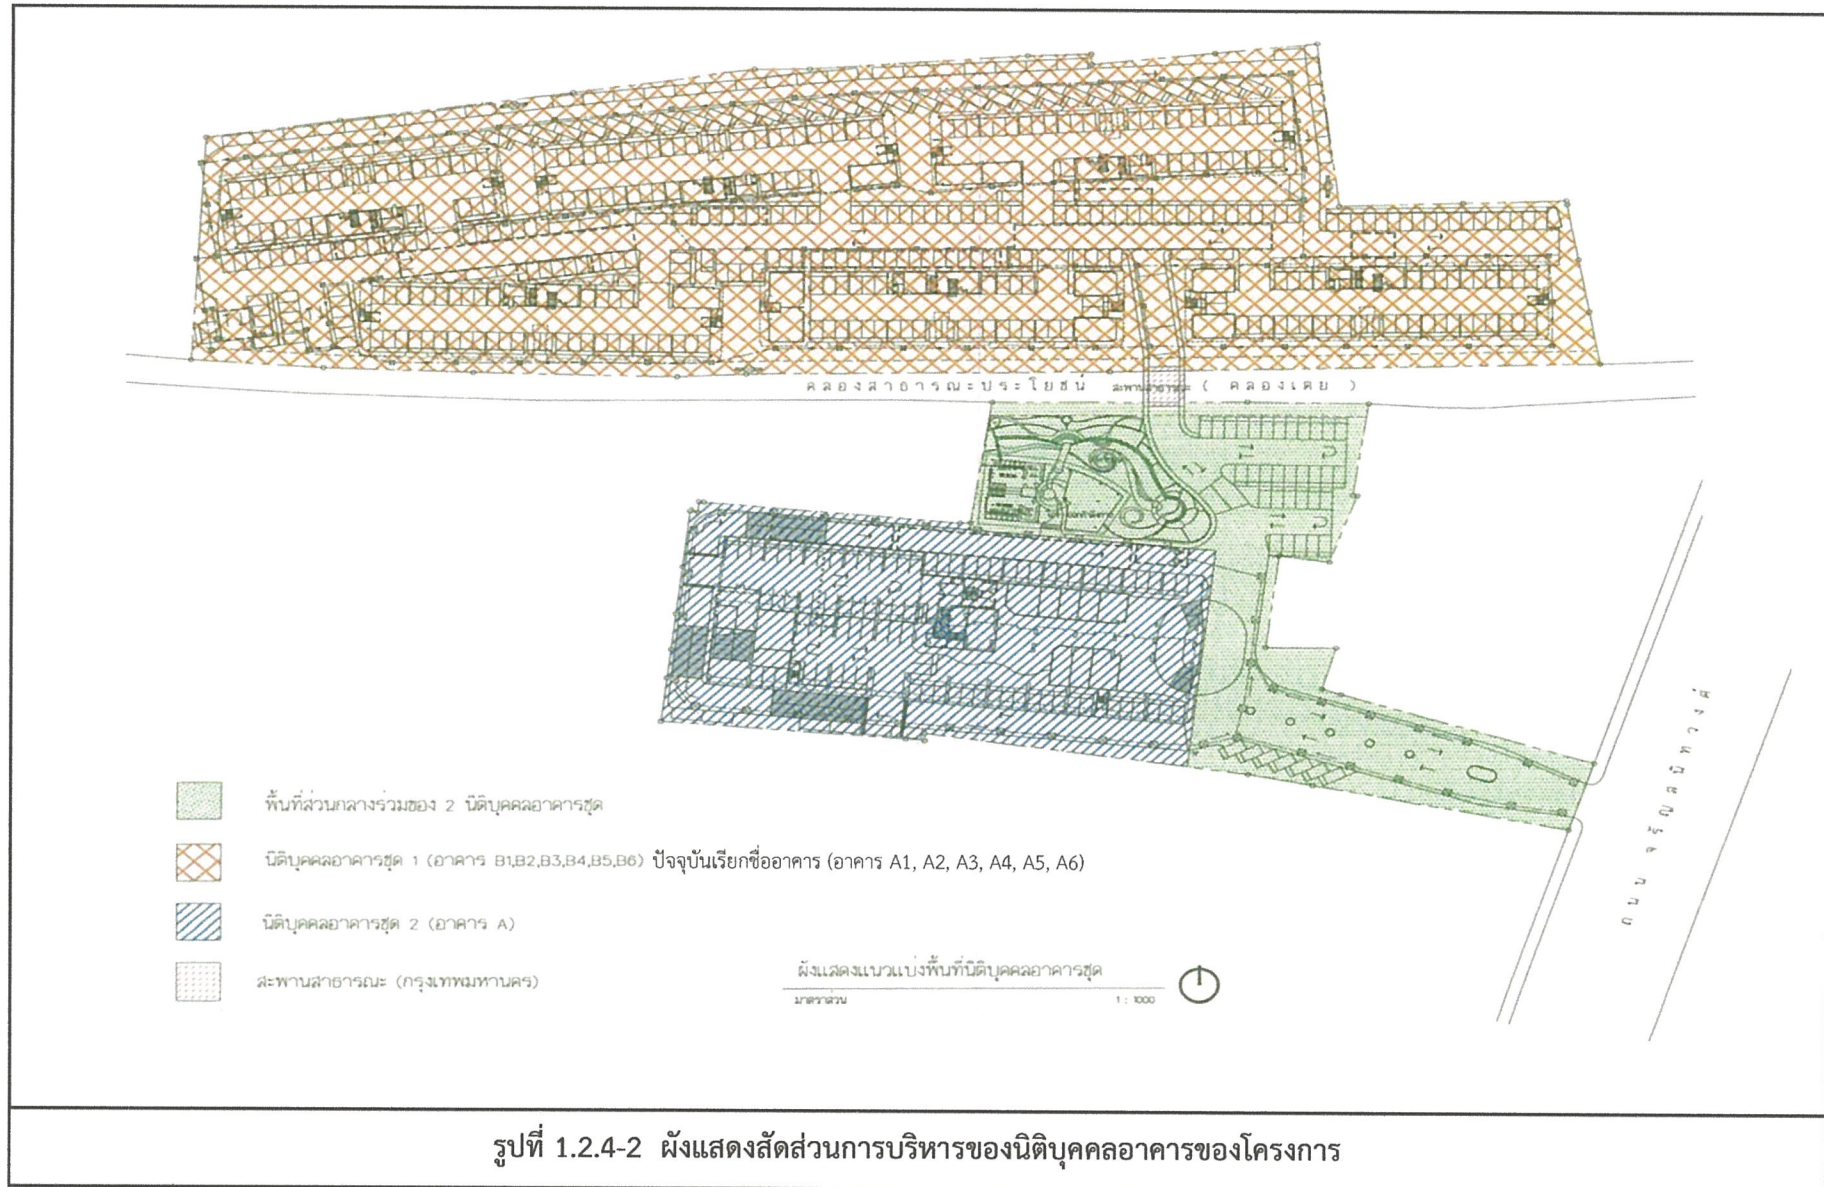 คลองสาธารณะประโยชน์ สะพานสาธารณะ ( คลองเตย )
ถนน จรัญสนิทวงศ์
พื้นที่ส่วนกลางร่วมของ 2 นิติบุคคลอาคารชุด
นิติบุคคลอาคารชุด 1 (อาคาร B1,B2,B3,B4,B5,B6) ปัจจุบันเรียกชื่ออาคาร (อาคาร A1, A2, A3, A4, A5, A6)
นิติบุคคลอาคารชุด 2 (อาคาร A)
สะพานสาธารณะ (กรุงเทพมหานคร)
ผังแสดงแนวแบ่งพื้นที่นิติบุคคลอาคารชุด
มาตราส่วน 1 : 1000
รูปที่ 1.2.4-2 ผังแสดงสัดส่วนการบริหารของนิติบุคคลอาคารของโครงการ